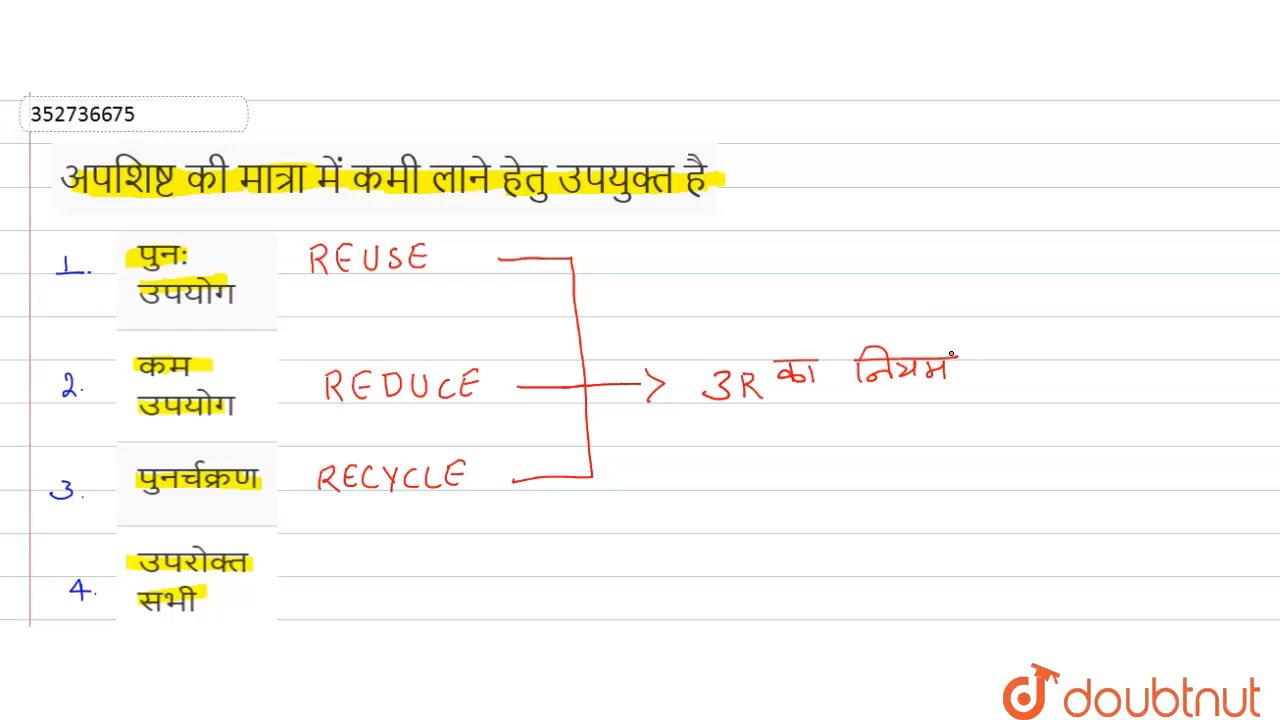 352736675
अपशिष्ट की मात्रा में कमी लाने हेतु उपयुक्त है
1. पुनः उपयोग REUSE
2. कम उपयोग REDUCE
3R का नियम
3. पुनर्चक्रण RECYCLE
4. उपरोक्त सभी
doubtnut